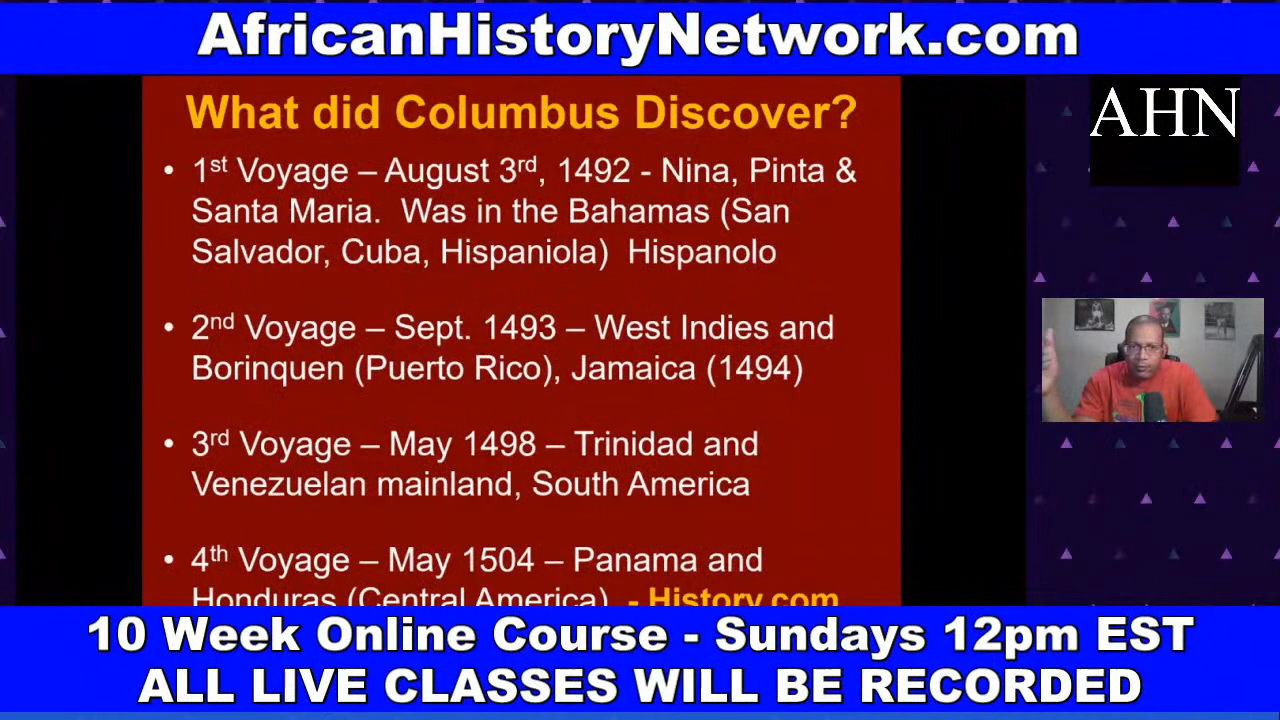 AfricanHistoryNetwork.com
AHN
What did Columbus Discover?
• 1st Voyage – August 3rd, 1492 - Nina, Pinta &
Santa Maria. Was in the Bahamas (San
Salvador, Cuba, Hispaniola) Hispanolo
• 2nd Voyage – Sept. 1493 – West Indies and
Borinquen (Puerto Rico), Jamaica (1494)
• 3rd Voyage – May 1498 – Trinidad and
Venezuelan mainland, South America
• 4th Voyage – May 1504 – Panama and
Honduras (Central America) - History.com
10 Week Online Course - Sundays 12pm EST
ALL LIVE CLASSES WILL BE RECORDED